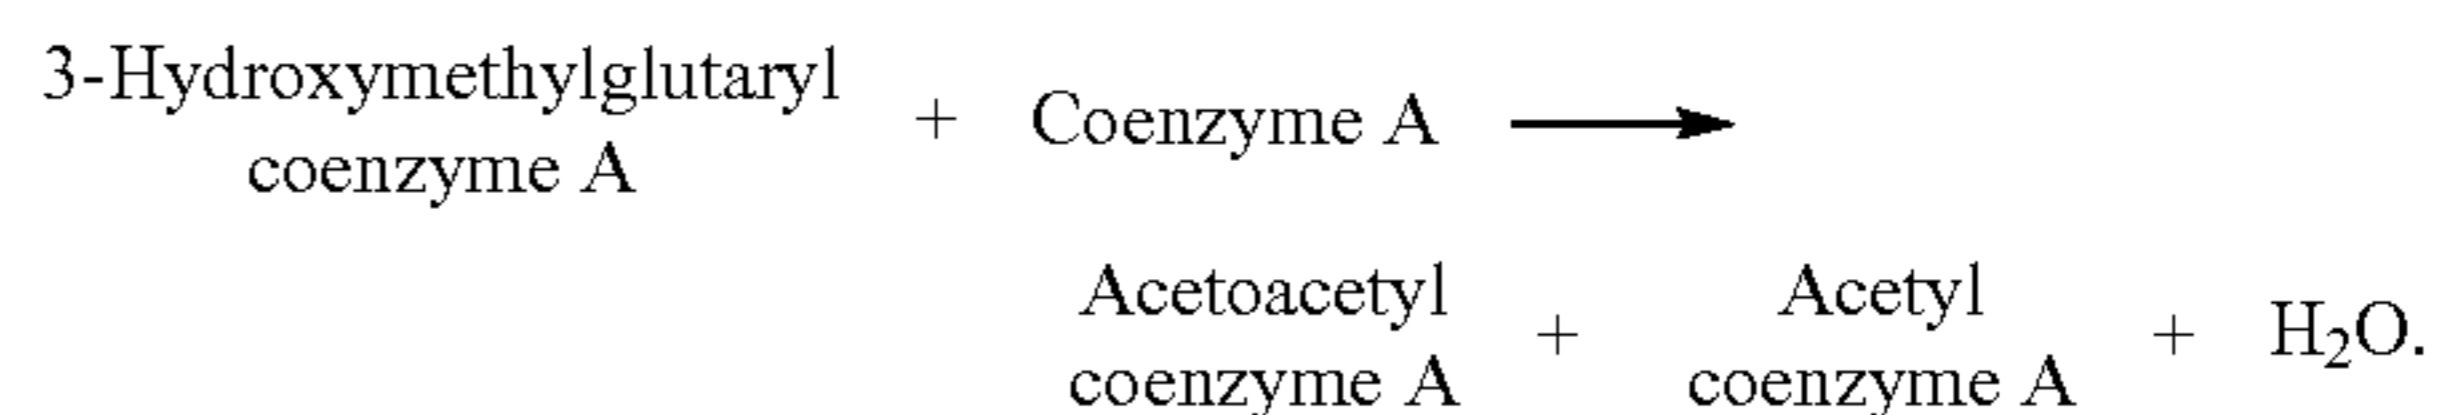 3-Hydroxymethylglutaryl
coenzyme A + Coenzyme A ⟶
Acetoacetyl Acetyl
coenzyme A + coenzyme A + H₂O.